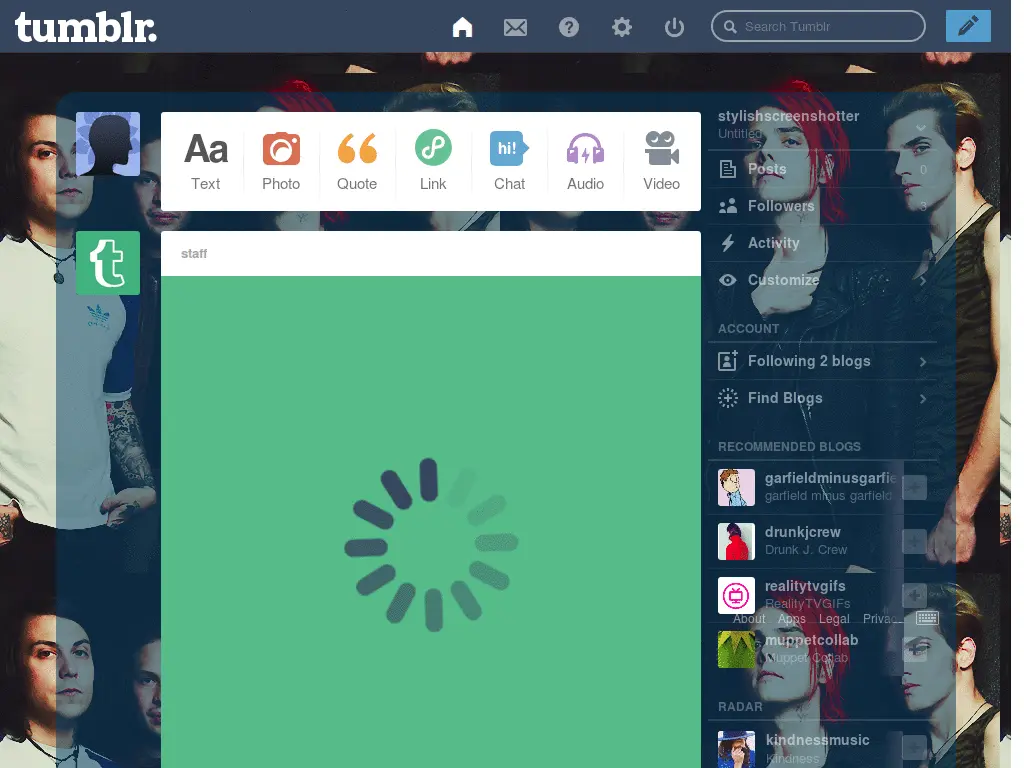 tumblr.
Search Tumblr
Aa
Text
Photo
Quote
Link
hi!
Chat
Audio
Video
staff
stylishscreenshotter
Untitled
Posts 0
Followers 3
Activity
Customize
ACCOUNT
Following 2 blogs
Find Blogs
RECOMMENDED BLOGS
garfieldminusgarfie
garfield minus garfield
drunkjcrew
Drunk J. Crew
realitytvgifs
RealityTVGIFs
About Apps Legal Privac
muppetcollab
Muppet Collab
RADAR
kindnessmusic
Kindness